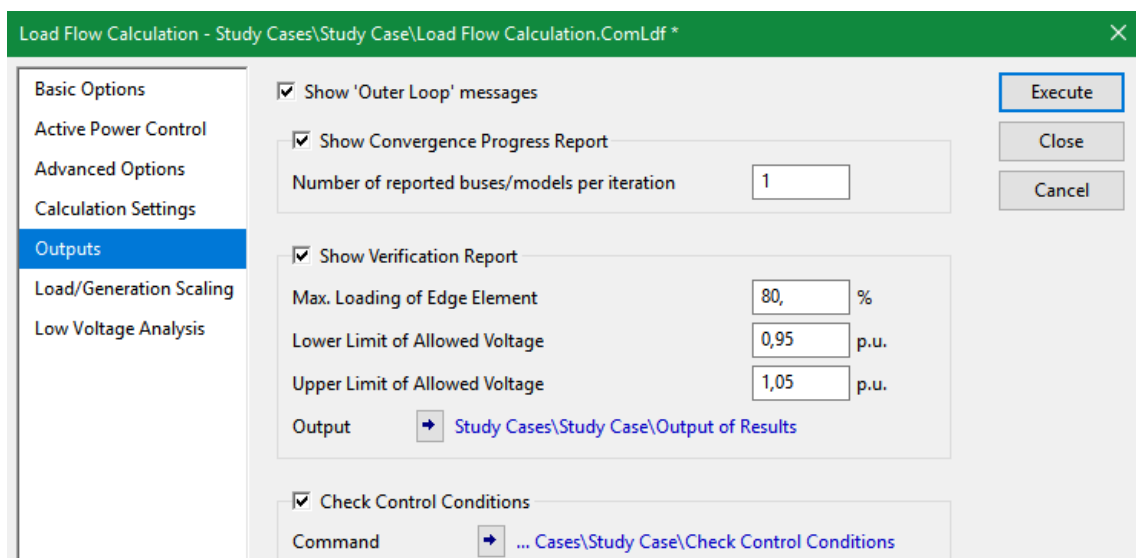 Load Flow Calculation - Study Cases\Study Case\Load Flow Calculation.ComLdf *
Basic Options
Active Power Control
Advanced Options
Calculation Settings
Outputs
Load/Generation Scaling
Low Voltage Analysis
Show 'Outer Loop' messages
Show Convergence Progress Report
Number of reported buses/models per iteration 1
Show Verification Report
Max. Loading of Edge Element 80, %
Lower Limit of Allowed Voltage 0,95 p.u.
Upper Limit of Allowed Voltage 1,05 p.u.
Output Study Cases\Study Case\Output of Results
Check Control Conditions
Command ... Cases\Study Case\Check Control Conditions
Execute
Close
Cancel